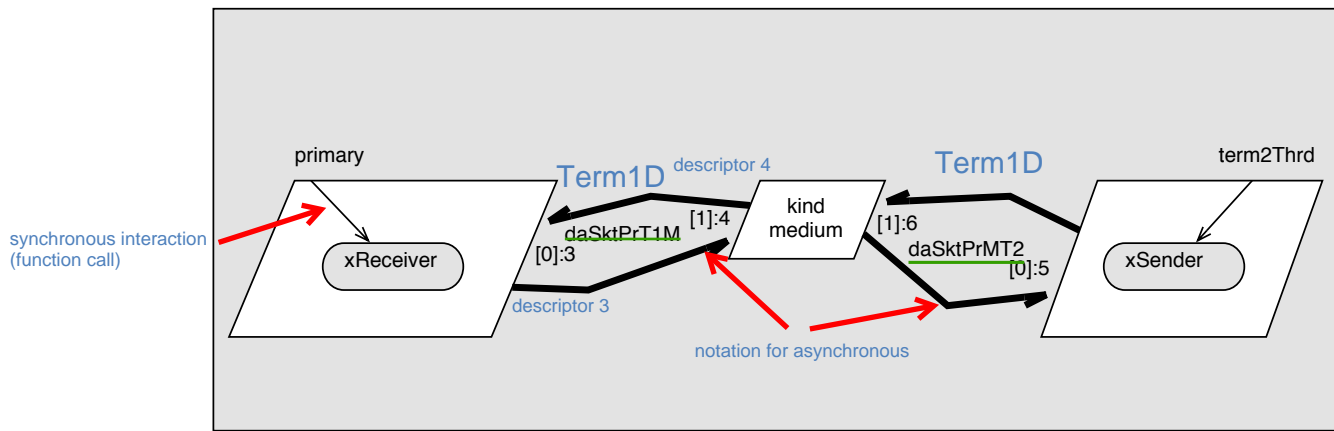 primary
Term1D
descriptor 4
Term1D
term2Thrd
synchronous interaction
(function call)
xReceiver
[0]:3
daSktPrT1M
[1]:4
kind
medium
[1]:6
daSktPrMT2
[0]:5
xSender
descriptor 3
notation for asynchronous